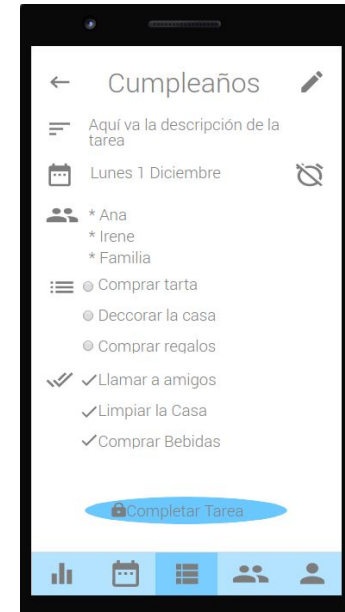 Cumpleaños
Aquí va la descripción de la
tarea
Lunes 1 Diciembre
* Ana
* Irene
* Familia
Comprar tarta
Deccorar la casa
Comprar regalos
Llamar a amigos
Limpiar la Casa
Comprar Bebidas
Completar Tarea